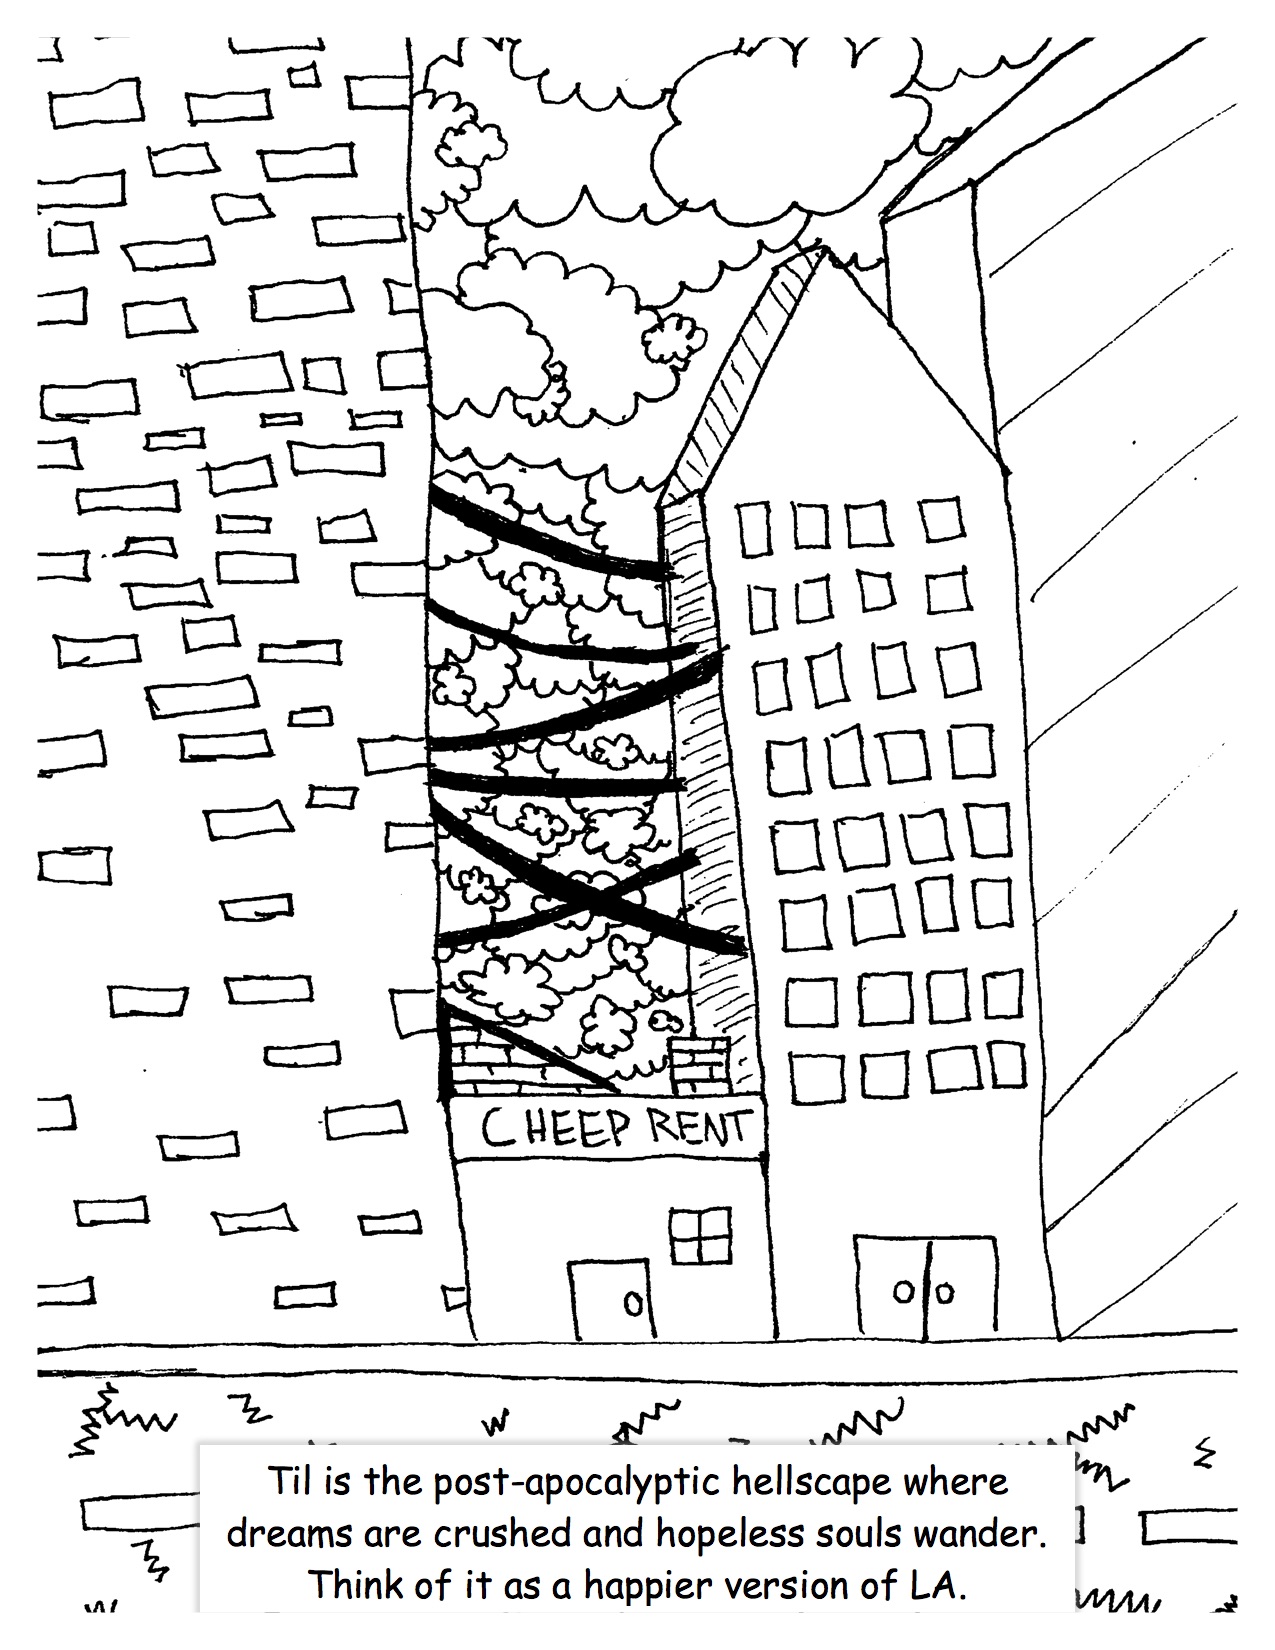 CHEEP RENT
Til is the post-apocalyptic hellscape where
dreams are crushed and hopeless souls wander.
Think of it as a happier version of LA.